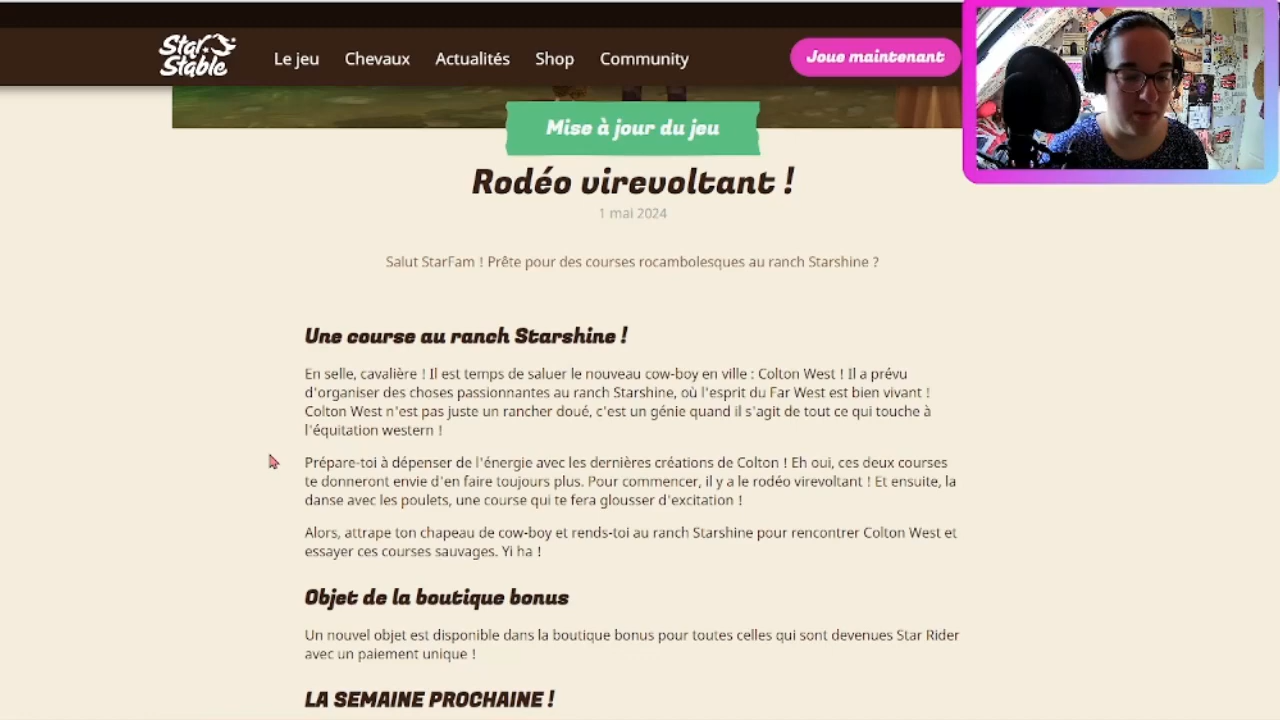 Star Stable
Le jeu
Chevaux
Actualités
Shop
Community
Joue maintenant
Mise à jour du jeu
Rodéo virevoltant !
1 mai 2024
Salut StarFam ! Prête pour des courses rocambolesques au ranch Starshine ?
Une course au ranch Starshine !
En selle, cavalière ! Il est temps de saluer le nouveau cow-boy en ville : Colton West ! Il a prévu
d'organiser des choses passionnantes au ranch Starshine, où l'esprit du Far West est bien vivant !
Colton West n'est pas juste un rancher doué, c'est un génie quand il s'agit de tout ce qui touche à
l'équitation western !
Prépare-toi à dépenser de l'énergie avec les dernières créations de Colton ! Eh oui, ces deux courses
te donneront envie d'en faire toujours plus. Pour commencer, il y a le rodéo virevoltant ! Et ensuite, la
danse avec les poulets, une course qui te fera glousser d'excitation !
Alors, attrape ton chapeau de cow-boy et rends-toi au ranch Starshine pour rencontrer Colton West et
essayer ces courses sauvages. Yi ha !
Objet de la boutique bonus
Un nouvel objet est disponible dans la boutique bonus pour toutes celles qui sont devenues Star Rider
avec un paiement unique !
LA SEMAINE PROCHAINE !